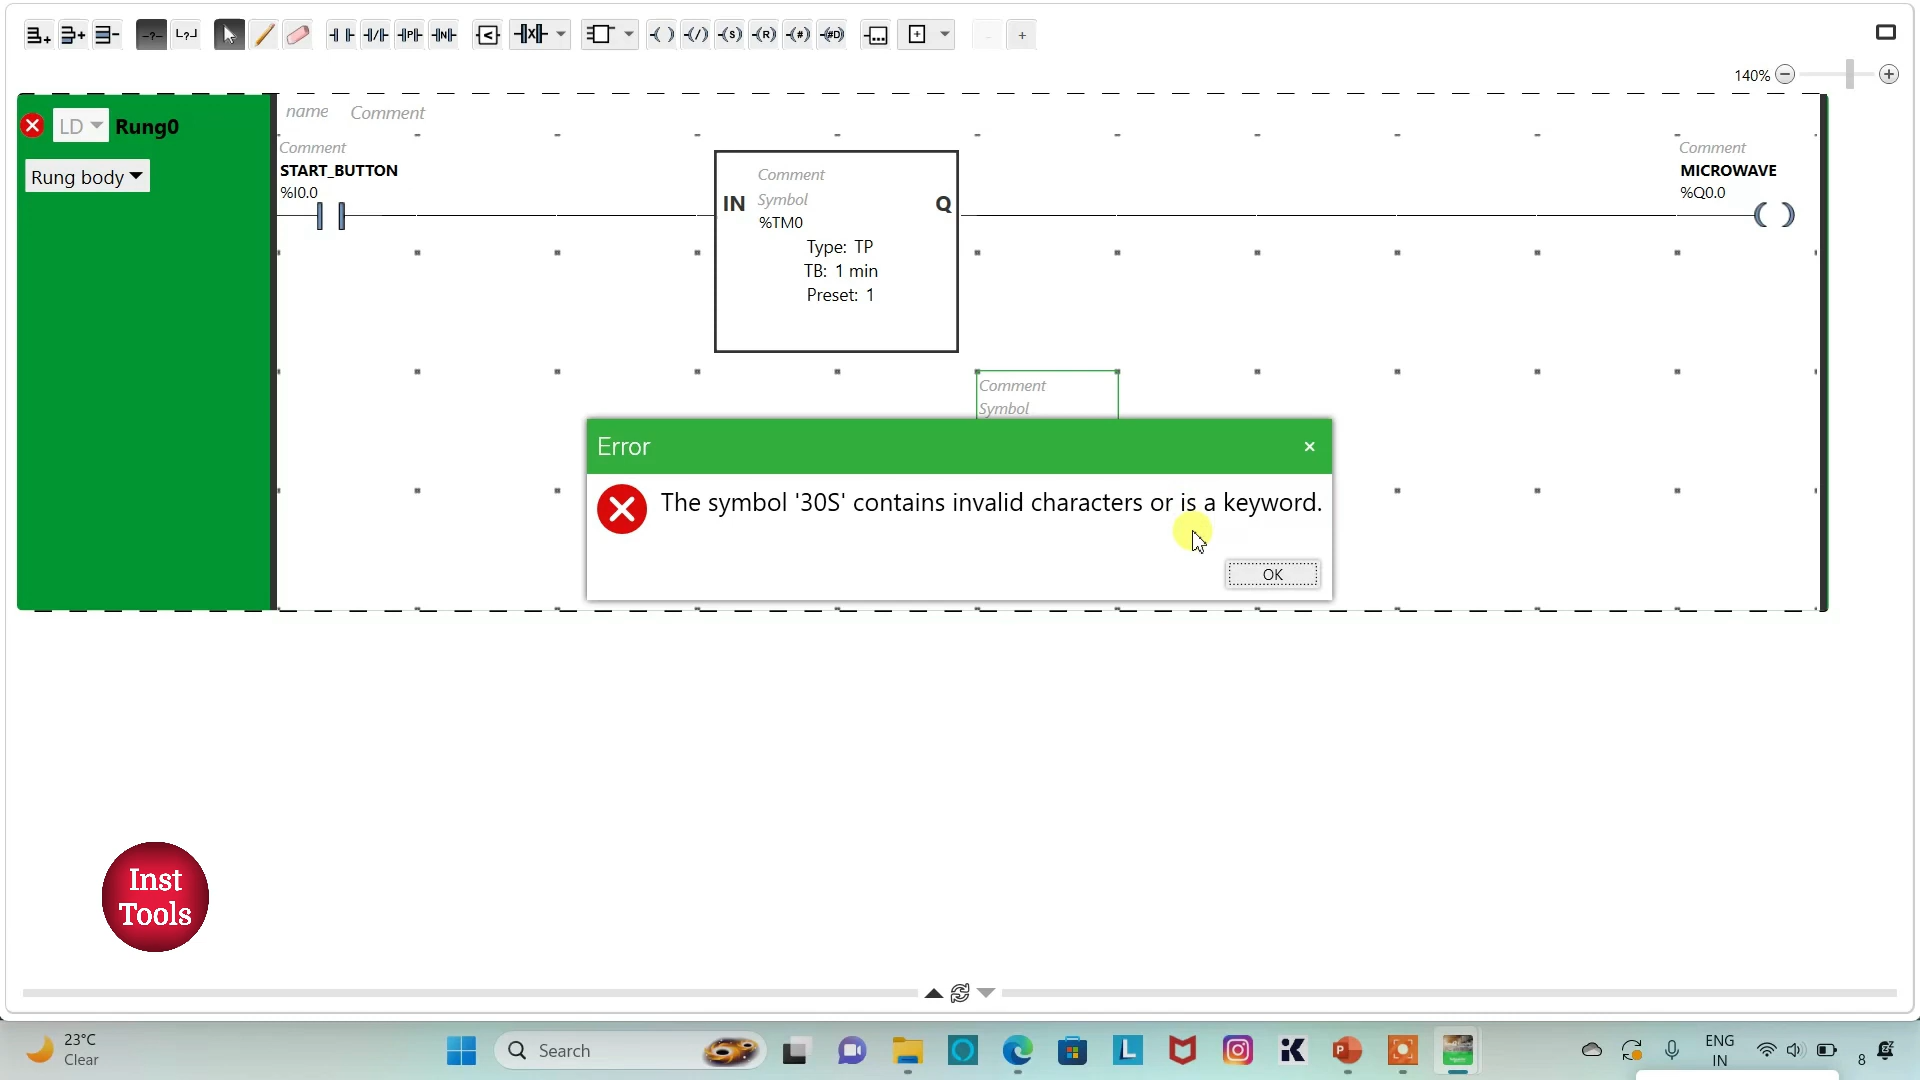 140%
LD Rung0
Rung body
name Comment
Comment
START_BUTTON
%I0.0
Comment
IN Symbol Q
%TM0
Type: TP
TB: 1 min
Preset: 1
Comment
MICROWAVE
%Q0.0
Comment
Symbol
Error
The symbol '30S' contains invalid characters or is a keyword.
OK
Inst
Tools
23°C
Clear
Search
ENG
IN
8